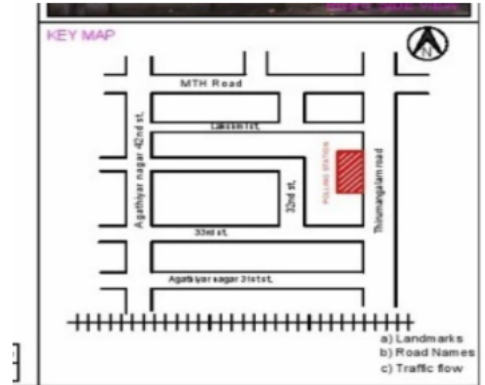 KEY MAP
N
MTH Road
Lakshmi st,
Agathiyar nagar 42nd st,
32nd st,
POLLING STATION
Thirumangalam road
33rd st,
Agathiyar nagar 31st st,
a) Landmarks
b) Road Names
c) Traffic flow